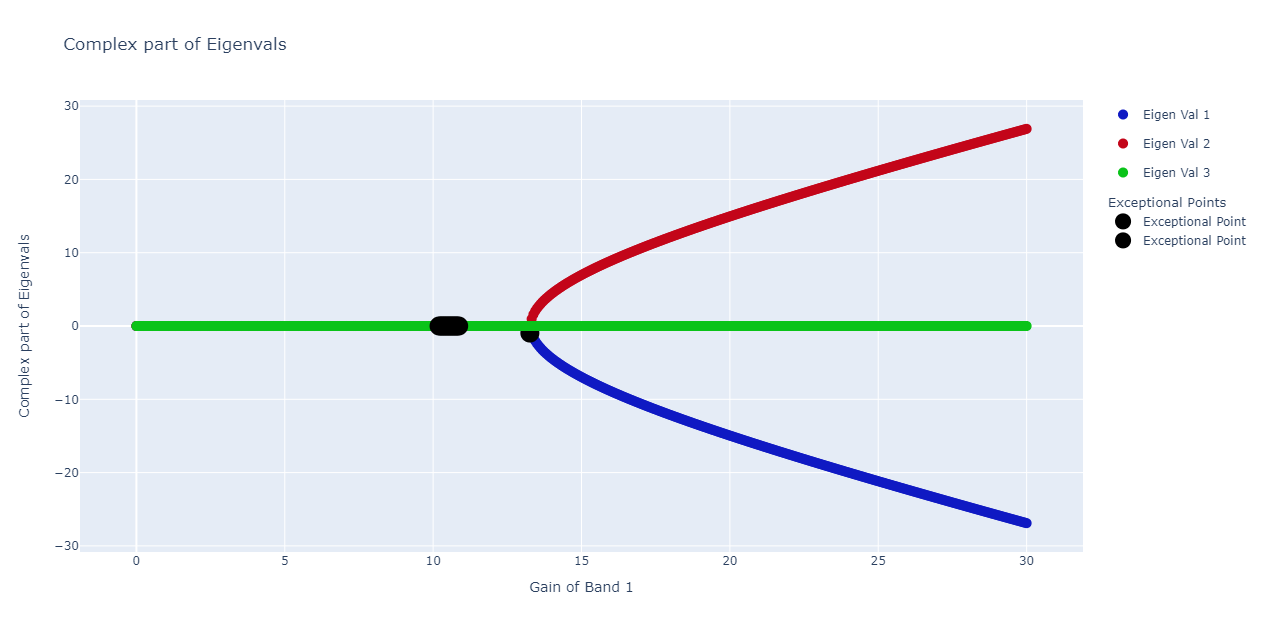 Complex part of Eigenvals
30
20
10
0
−10
−20
−30
Complex part of Eigenvals
0 5 10 15 20 25 30
Gain of Band 1
Eigen Val 1
Eigen Val 2
Eigen Val 3
Exceptional Points
Exceptional Point
Exceptional Point